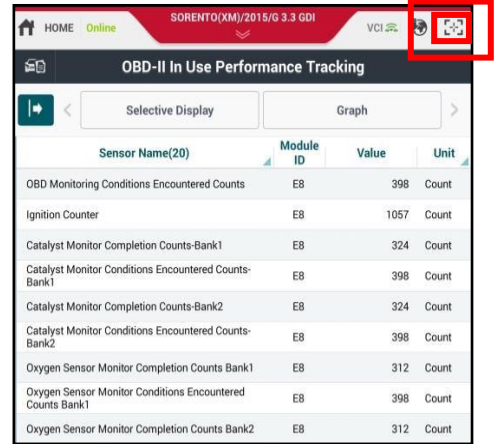 HOME Online SORENTO(XM)/2015/G 3.3 GDI VCI
OBD-II In Use Performance Tracking
Selective Display Graph
Sensor Name(20) Module ID Value Unit
OBD Monitoring Conditions Encountered Counts E8 398 Count
Ignition Counter E8 1057 Count
Catalyst Monitor Completion Counts-Bank1 E8 324 Count
Catalyst Monitor Conditions Encountered Counts-
Bank1 E8 398 Count
Catalyst Monitor Completion Counts-Bank2 E8 324 Count
Catalyst Monitor Conditions Encountered Counts-
Bank2 E8 398 Count
Oxygen Sensor Monitor Completion Counts Bank1 E8 312 Count
Oxygen Sensor Monitor Conditions Encountered
Counts Bank1 E8 398 Count
Oxygen Sensor Monitor Completion Counts Bank2 E8 312 Count